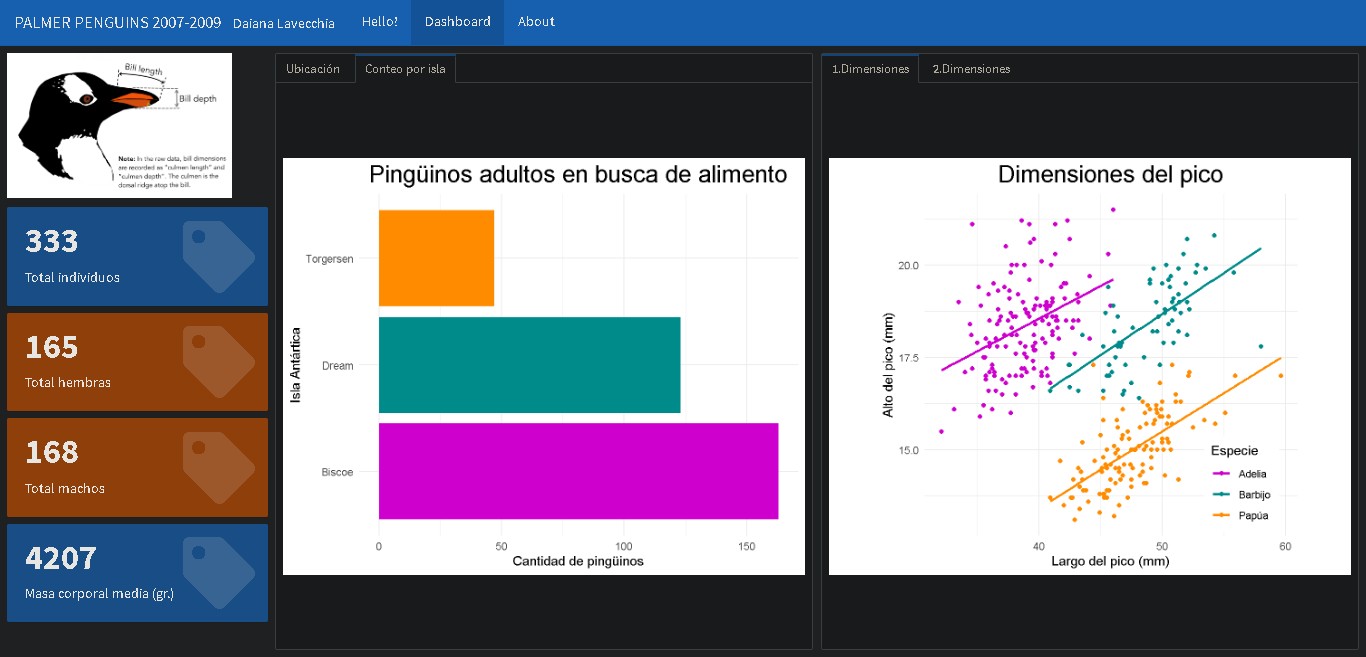 PALMER PENGUINS 2007-2009 Daiana Lavecchia Hello! Dashboard About
Bill length
Bill depth
Note: In the raw data, bill dimensions
are recorded as "culmen length" and
"culmen depth". The culmen is the
dorsal ridge atop the bill.
333
Total individuos
165
Total hembras
168
Total machos
4207
Masa corporal media (gr.)
Ubicación Conteo por isla
Pingüinos adultos en busca de alimento
Isla Antártica
Torgersen
Dream
Biscoe
0 50 100 150
Cantidad de pingüinos
1.Dimensiones 2.Dimensiones
Dimensiones del pico
Alto del pico (mm)
20.0
17.5
15.0
Especie
Adelia
Barbijo
Papúa
40 50 60
Largo del pico (mm)